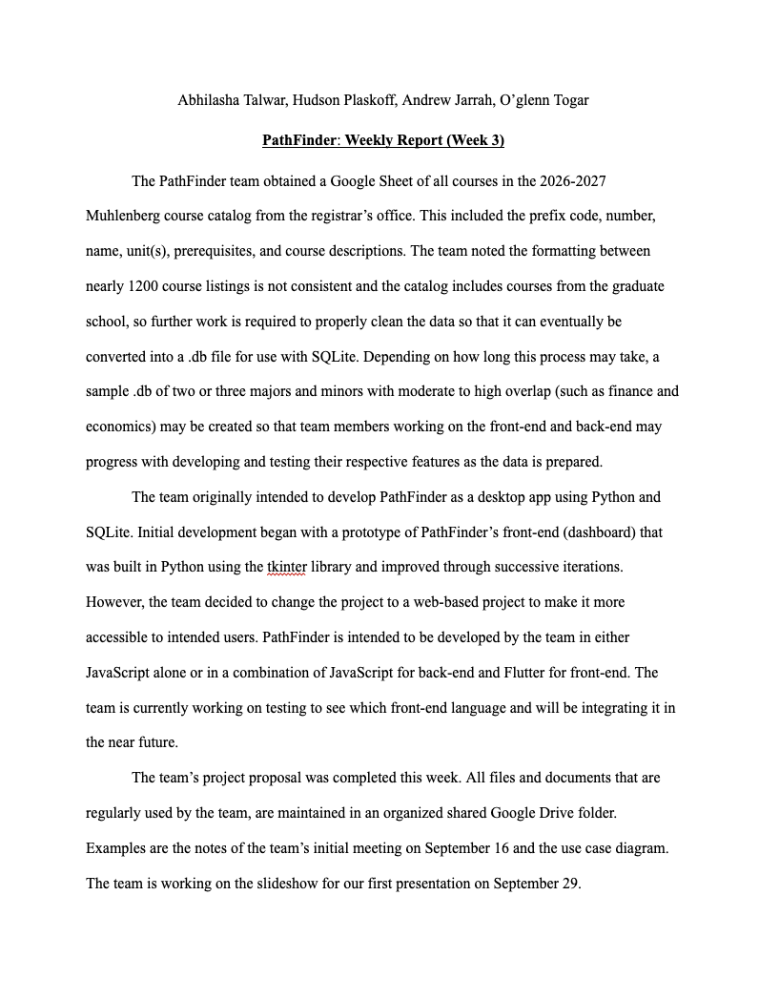 Abhilasha Talwar, Hudson Plaskoff, Andrew Jarrah, O’glenn Togar
PathFinder: Weekly Report (Week 3)
The PathFinder team obtained a Google Sheet of all courses in the 2026-2027
Muhlenberg course catalog from the registrar’s office. This included the prefix code, number,
name, unit(s), prerequisites, and course descriptions. The team noted the formatting between
nearly 1200 course listings is not consistent and the catalog includes courses from the graduate
school, so further work is required to properly clean the data so that it can eventually be
converted into a .db file for use with SQLite. Depending on how long this process may take, a
sample .db of two or three majors and minors with moderate to high overlap (such as finance and
economics) may be created so that team members working on the front-end and back-end may
progress with developing and testing their respective features as the data is prepared.
The team originally intended to develop PathFinder as a desktop app using Python and
SQLite. Initial development began with a prototype of PathFinder’s front-end (dashboard) that
was built in Python using the tkinter library and improved through successive iterations.
However, the team decided to change the project to a web-based project to make it more
accessible to intended users. PathFinder is intended to be developed by the team in either
JavaScript alone or in a combination of JavaScript for back-end and Flutter for front-end. The
team is currently working on testing to see which front-end language and will be integrating it in
the near future.
The team’s project proposal was completed this week. All files and documents that are
regularly used by the team, are maintained in an organized shared Google Drive folder.
Examples are the notes of the team’s initial meeting on September 16 and the use case diagram.
The team is working on the slideshow for our first presentation on September 29.